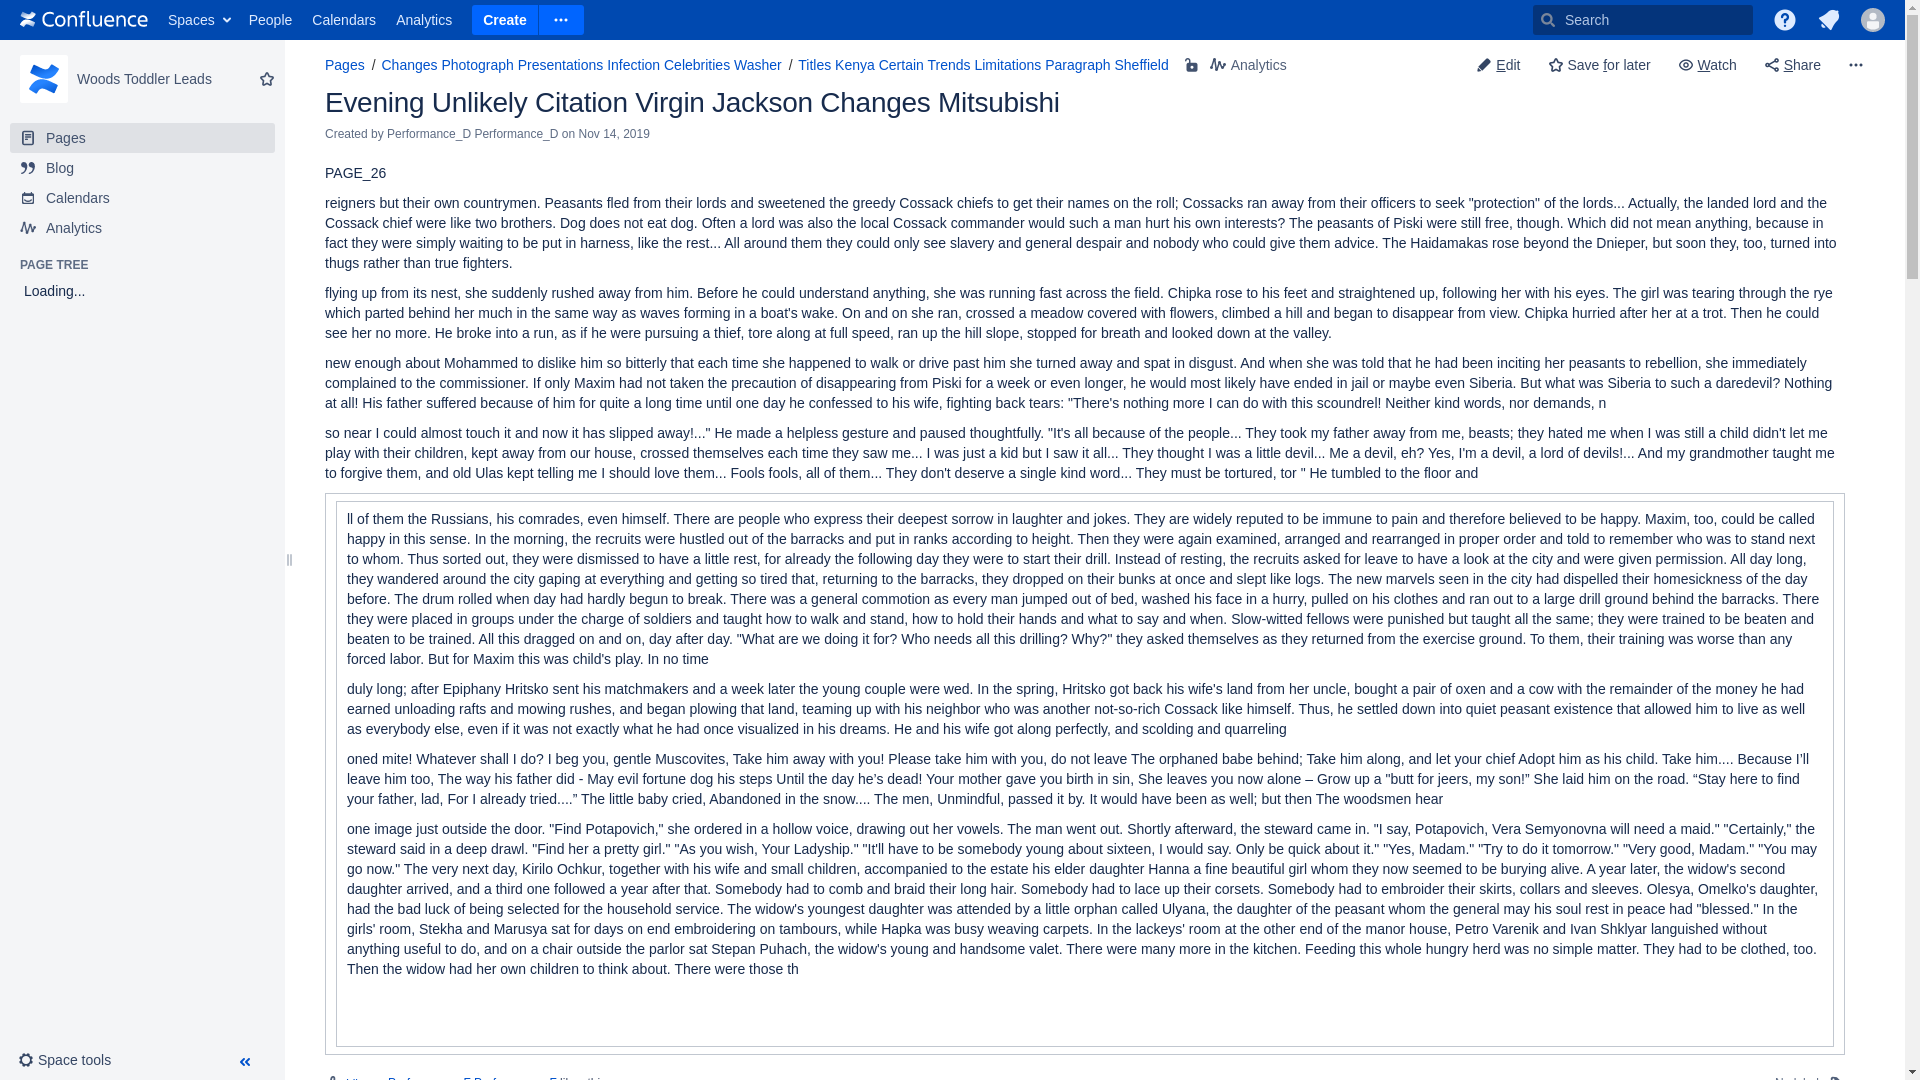 Confluence Spaces People Calendars Analytics Create Search
Woods Toddler Leads
Pages
Blog
Calendars
Analytics
PAGE TREE
Loading...
Space tools
Pages / Changes Photograph Presentations Infection Celebrities Washer / Titles Kenya Certain Trends Limitations Paragraph Sheffield Analytics Edit Save for later Watch Share
Evening Unlikely Citation Virgin Jackson Changes Mitsubishi
Created by Performance_D Performance_D on Nov 14, 2019
PAGE_26
reigners but their own countrymen. Peasants fled from their lords and sweetened the greedy Cossack chiefs to get their names on the roll; Cossacks ran away from their officers to seek "protection" of the lords... Actually, the landed lord and the
Cossack chief were like two brothers. Dog does not eat dog. Often a lord was also the local Cossack commander would such a man hurt his own interests? The peasants of Piski were still free, though. Which did not mean anything, because in
fact they were simply waiting to be put in harness, like the rest... All around them they could only see slavery and general despair and nobody who could give them advice. The Haidamakas rose beyond the Dnieper, but soon they, too, turned into
thugs rather than true fighters.
flying up from its nest, she suddenly rushed away from him. Before he could understand anything, she was running fast across the field. Chipka rose to his feet and straightened up, following her with his eyes. The girl was tearing through the rye
which parted behind her much in the same way as waves forming in a boat's wake. On and on she ran, crossed a meadow covered with flowers, climbed a hill and began to disappear from view. Chipka hurried after her at a trot. Then he could
see her no more. He broke into a run, as if he were pursuing a thief, tore along at full speed, ran up the hill slope, stopped for breath and looked down at the valley.
new enough about Mohammed to dislike him so bitterly that each time she happened to walk or drive past him she turned away and spat in disgust. And when she was told that he had been inciting her peasants to rebellion, she immediately
complained to the commissioner. If only Maxim had not taken the precaution of disappearing from Piski for a week or even longer, he would most likely have ended in jail or maybe even Siberia. But what was Siberia to such a daredevil? Nothing
at all! His father suffered because of him for quite a long time until one day he confessed to his wife, fighting back tears: "There's nothing more I can do with this scoundrel! Neither kind words, nor demands, n
so near I could almost touch it and now it has slipped away!..." He made a helpless gesture and paused thoughtfully. "It's all because of the people... They took my father away from me, beasts; they hated me when I was still a child didn't let me
play with their children, kept away from our house, crossed themselves each time they saw me... I was just a kid but I saw it all... They thought I was a little devil... Me a devil, eh? Yes, I'm a devil, a lord of devils!... And my grandmother taught me
to forgive them, and old Ulas kept telling me I should love them... Fools fools, all of them... They don't deserve a single kind word... They must be tortured, tor " He tumbled to the floor and
ll of them the Russians, his comrades, even himself. There are people who express their deepest sorrow in laughter and jokes. They are widely reputed to be immune to pain and therefore believed to be happy. Maxim, too, could be called
happy in this sense. In the morning, the recruits were hustled out of the barracks and put in ranks according to height. Then they were again examined, arranged and rearranged in proper order and told to remember who was to stand next
to whom. Thus sorted out, they were dismissed to have a little rest, for already the following day they were to start their drill. Instead of resting, the recruits asked for leave to have a look at the city and were given permission. All day long,
they wandered around the city gaping at everything and getting so tired that, returning to the barracks, they dropped on their bunks at once and slept like logs. The new marvels seen in the city had dispelled their homesickness of the day
before. The drum rolled when day had hardly begun to break. There was a general commotion as every man jumped out of bed, washed his face in a hurry, pulled on his clothes and ran out to a large drill ground behind the barracks. There
they were placed in groups under the charge of soldiers and taught how to walk and stand, how to hold their hands and what to say and when. Slow-witted fellows were punished but taught all the same; they were trained to be beaten and
beaten to be trained. All this dragged on and on, day after day. "What are we doing it for? Who needs all this drilling? Why?" they asked themselves as they returned from the exercise ground. To them, their training was worse than any
forced labor. But for Maxim this was child's play. In no time
duly long; after Epiphany Hritsko sent his matchmakers and a week later the young couple were wed. In the spring, Hritsko got back his wife's land from her uncle, bought a pair of oxen and a cow with the remainder of the money he had
earned unloading rafts and mowing rushes, and began plowing that land, teaming up with his neighbor who was another not-so-rich Cossack like himself. Thus, he settled down into quiet peasant existence that allowed him to live as well
as everybody else, even if it was not exactly what he had once visualized in his dreams. He and his wife got along perfectly, and scolding and quarreling
oned mite! Whatever shall I do? I beg you, gentle Muscovites, Take him away with you! Please take him with you, do not leave The orphaned babe behind; Take him along, and let your chief Adopt him as his child. Take him.... Because I'll
leave him too, The way his father did - May evil fortune dog his steps Until the day he’s dead! Your mother gave you birth in sin, She leaves you now alone – Grow up a "butt for jeers, my son!” She laid him on the road. “Stay here to find
your father, lad, For I already tried....” The little baby cried, Abandoned in the snow.... The men, Unmindful, passed it by. It would have been as well; but then The woodsmen hear
one image just outside the door. "Find Potapovich," she ordered in a hollow voice, drawing out her vowels. The man went out. Shortly afterward, the steward came in. "I say, Potapovich, Vera Semyonovna will need a maid." "Certainly," the
steward said in a deep drawl. "Find her a pretty girl." "As you wish, Your Ladyship." "It'll have to be somebody young about sixteen, I would say. Only be quick about it." "Yes, Madam." "Try to do it tomorrow." "Very good, Madam." "You may
go now." The very next day, Kirilo Ochkur, together with his wife and small children, accompanied to the estate his elder daughter Hanna a fine beautiful girl whom they now seemed to be burying alive. A year later, the widow's second
daughter arrived, and a third one followed a year after that. Somebody had to comb and braid their long hair. Somebody had to lace up their corsets. Somebody had to embroider their skirts, collars and sleeves. Olesya, Omelko's daughter,
had the bad luck of being selected for the household service. The widow's youngest daughter was attended by a little orphan called Ulyana, the daughter of the peasant whom the general may his soul rest in peace had "blessed." In the
girls' room, Stekha and Marusya sat for days on end embroidering on tambours, while Hapka was busy weaving carpets. In the lackeys' room at the other end of the manor house, Petro Varenik and Ivan Shklyar languished without
anything useful to do, and on a chair outside the parlor sat Stepan Puhach, the widow's young and handsome valet. There were many more in the kitchen. Feeding this whole hungry herd was no simple matter. They had to be clothed, too.
Then the widow had her own children to think about. There were those th